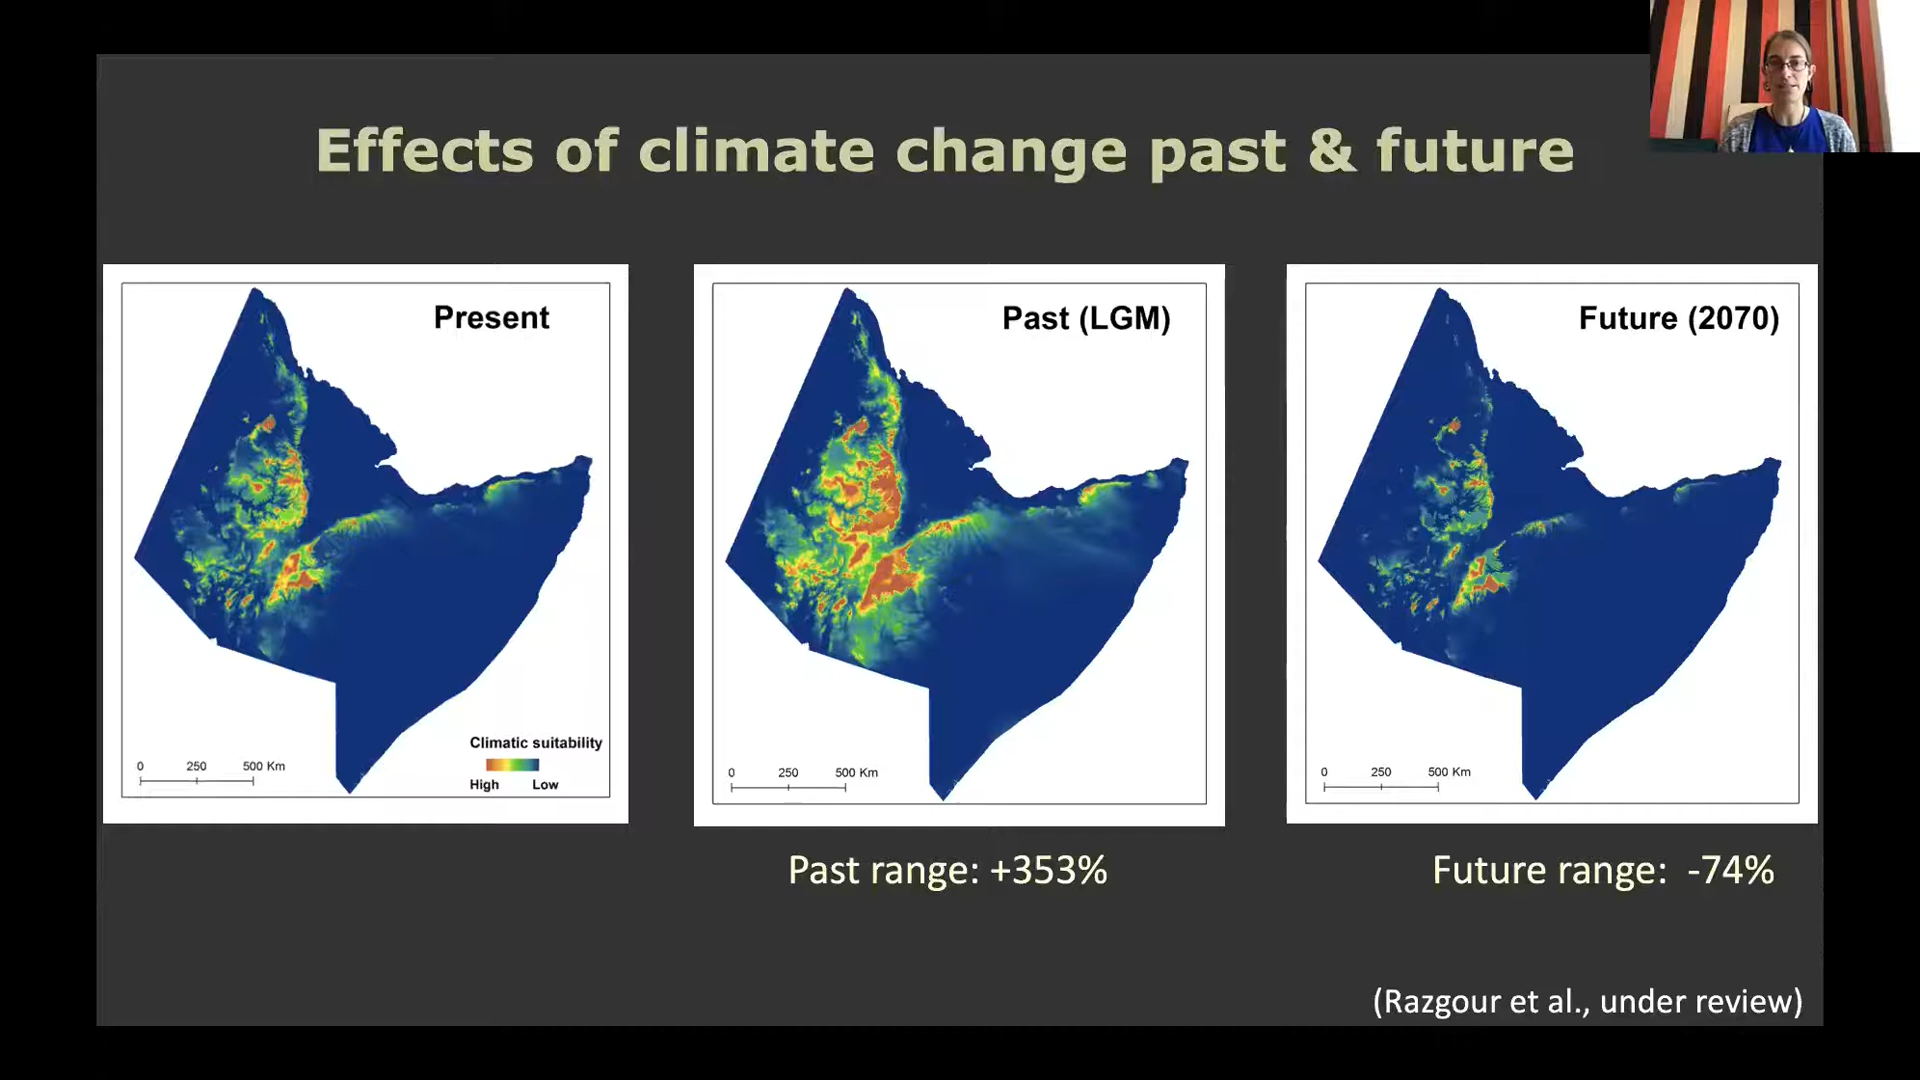 Effects of climate change past & future
Present
Climatic suitability
High Low
0 250 500 Km
Past (LGM)
0 250 500 Km
Future (2070)
0 250 500 Km
Past range: +353%
Future range: -74%
(Razgour et al., under review)